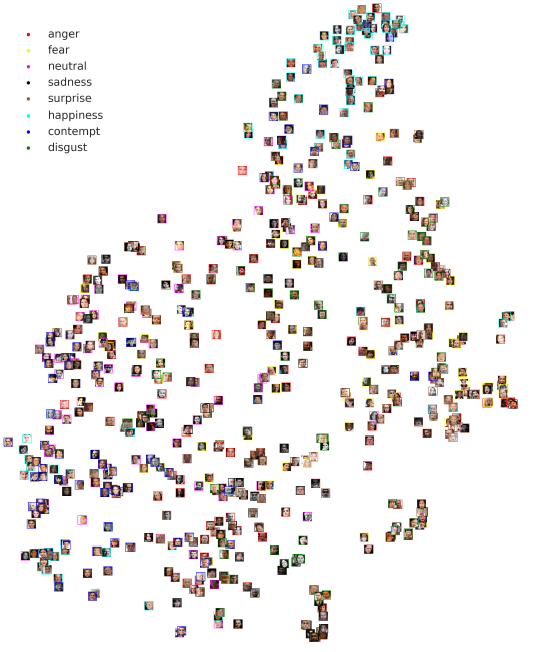 anger
fear
neutral
sadness
surprise
happiness
contempt
disgust